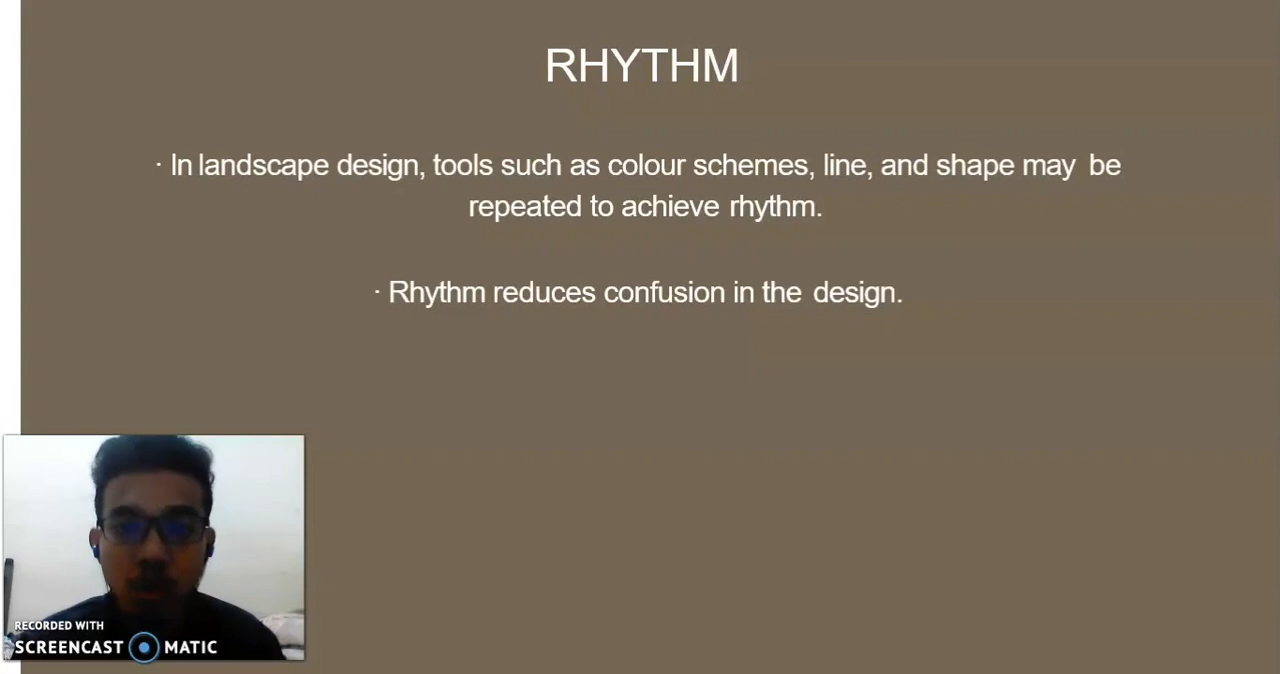 RHYTHM
· In landscape design, tools such as colour schemes, line, and shape may be
repeated to achieve rhythm.
· Rhythm reduces confusion in the design.
RECORDED WITH
SCREENCAST MATIC